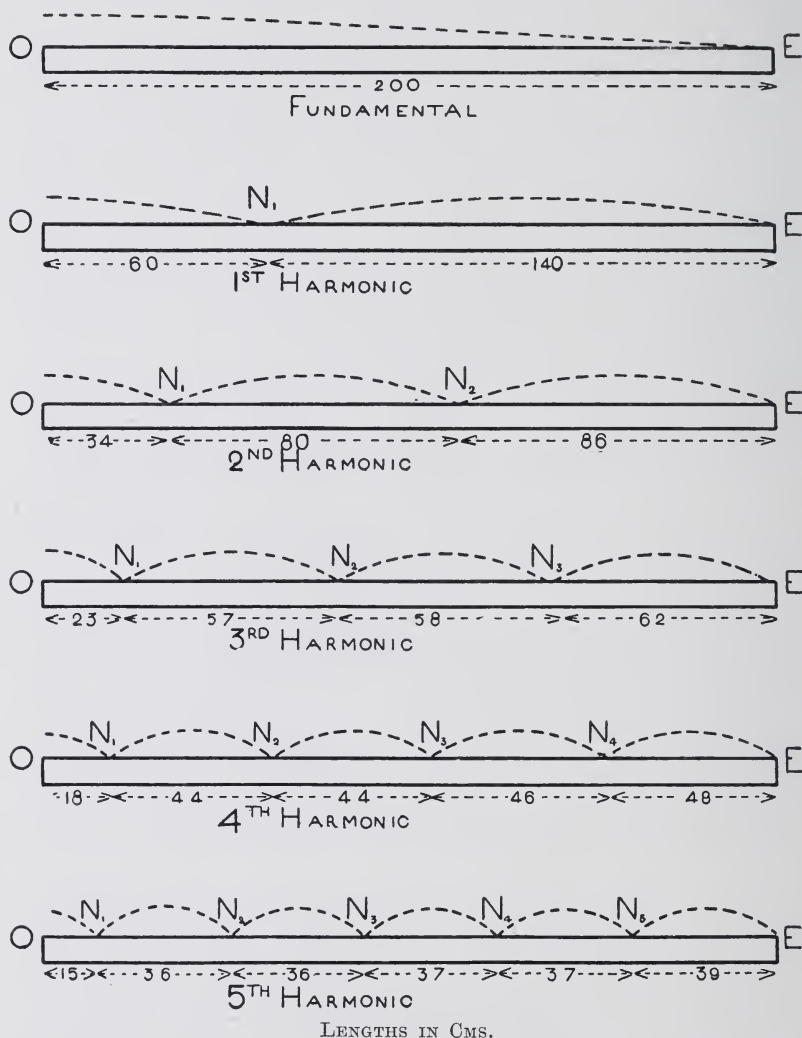 O E
200
FUNDAMENTAL
N₁
O E
60 140
1ST HARMONIC
N₁ N₂
O E
34 80 86
2ND HARMONIC
N₁ N₂ N₃
O E
23 57 58 62
3RD HARMONIC
N₁ N₂ N₃ N₄
O E
18 44 44 46 48
4TH HARMONIC
N₁ N₂ N₃ N₄ N₅
O E
15 36 36 37 37 39
5TH HARMONIC
LENGTHS IN CMS.